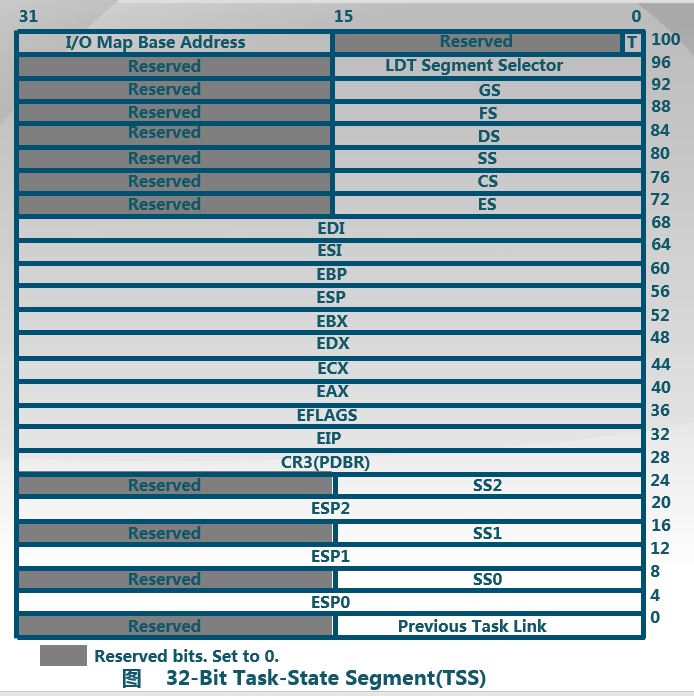 31 15 0
I/O Map Base Address Reserved T 100
Reserved LDT Segment Selector 96
Reserved GS 92
Reserved FS 88
Reserved DS 84
Reserved SS 80
Reserved CS 76
Reserved ES 72
EDI 68
ESI 64
EBP 60
ESP 56
EBX 52
EDX 48
ECX 44
EAX 40
EFLAGS 36
EIP 32
CR3(PDBR) 28
Reserved SS2 24
ESP2 20
Reserved SS1 16
ESP1 12
Reserved SS0 8
ESP0 4
Reserved Previous Task Link 0
Reserved bits. Set to 0.
图 32-Bit Task-State Segment(TSS)